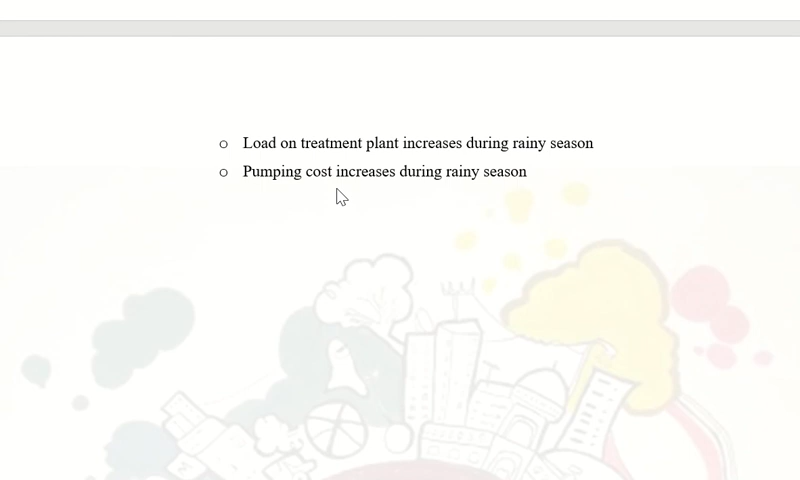 o Load on treatment plant increases during rainy season
o Pumping cost increases during rainy season